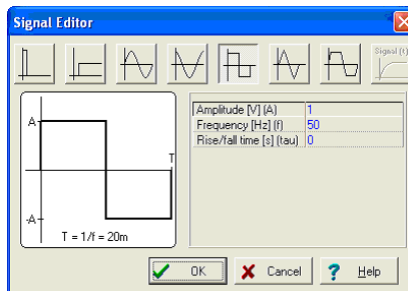 Signal Editor
Signal (t)
A
T
-A
T = 1/f = 20m
Amplitude [V] (A) 1
Frequency [Hz] (f) 50
Rise/fall time [s] (tau) 0
OK Cancel ? Help